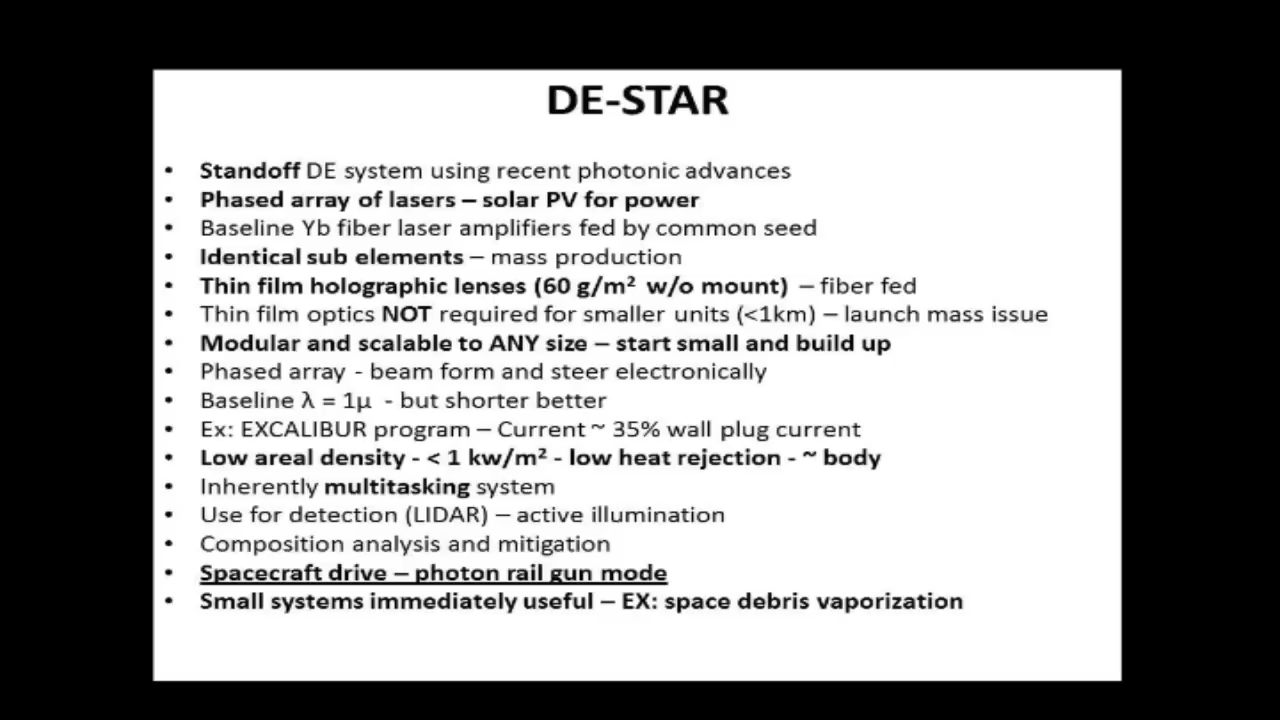 DE-STAR
• Standoff DE system using recent photonic advances
• Phased array of lasers – solar PV for power
• Baseline Yb fiber laser amplifiers fed by common seed
• Identical sub elements – mass production
• Thin film holographic lenses (60 g/m² w/o mount) – fiber fed
• Thin film optics NOT required for smaller units (<1km) – launch mass issue
• Modular and scalable to ANY size – start small and build up
• Phased array - beam form and steer electronically
• Baseline λ = 1μ - but shorter better
• Ex: EXCALIBUR program – Current ~ 35% wall plug current
• Low areal density - < 1 kw/m² - low heat rejection - ~ body
• Inherently multitasking system
• Use for detection (LIDAR) – active illumination
• Composition analysis and mitigation
• Spacecraft drive – photon rail gun mode
• Small systems immediately useful – EX: space debris vaporization